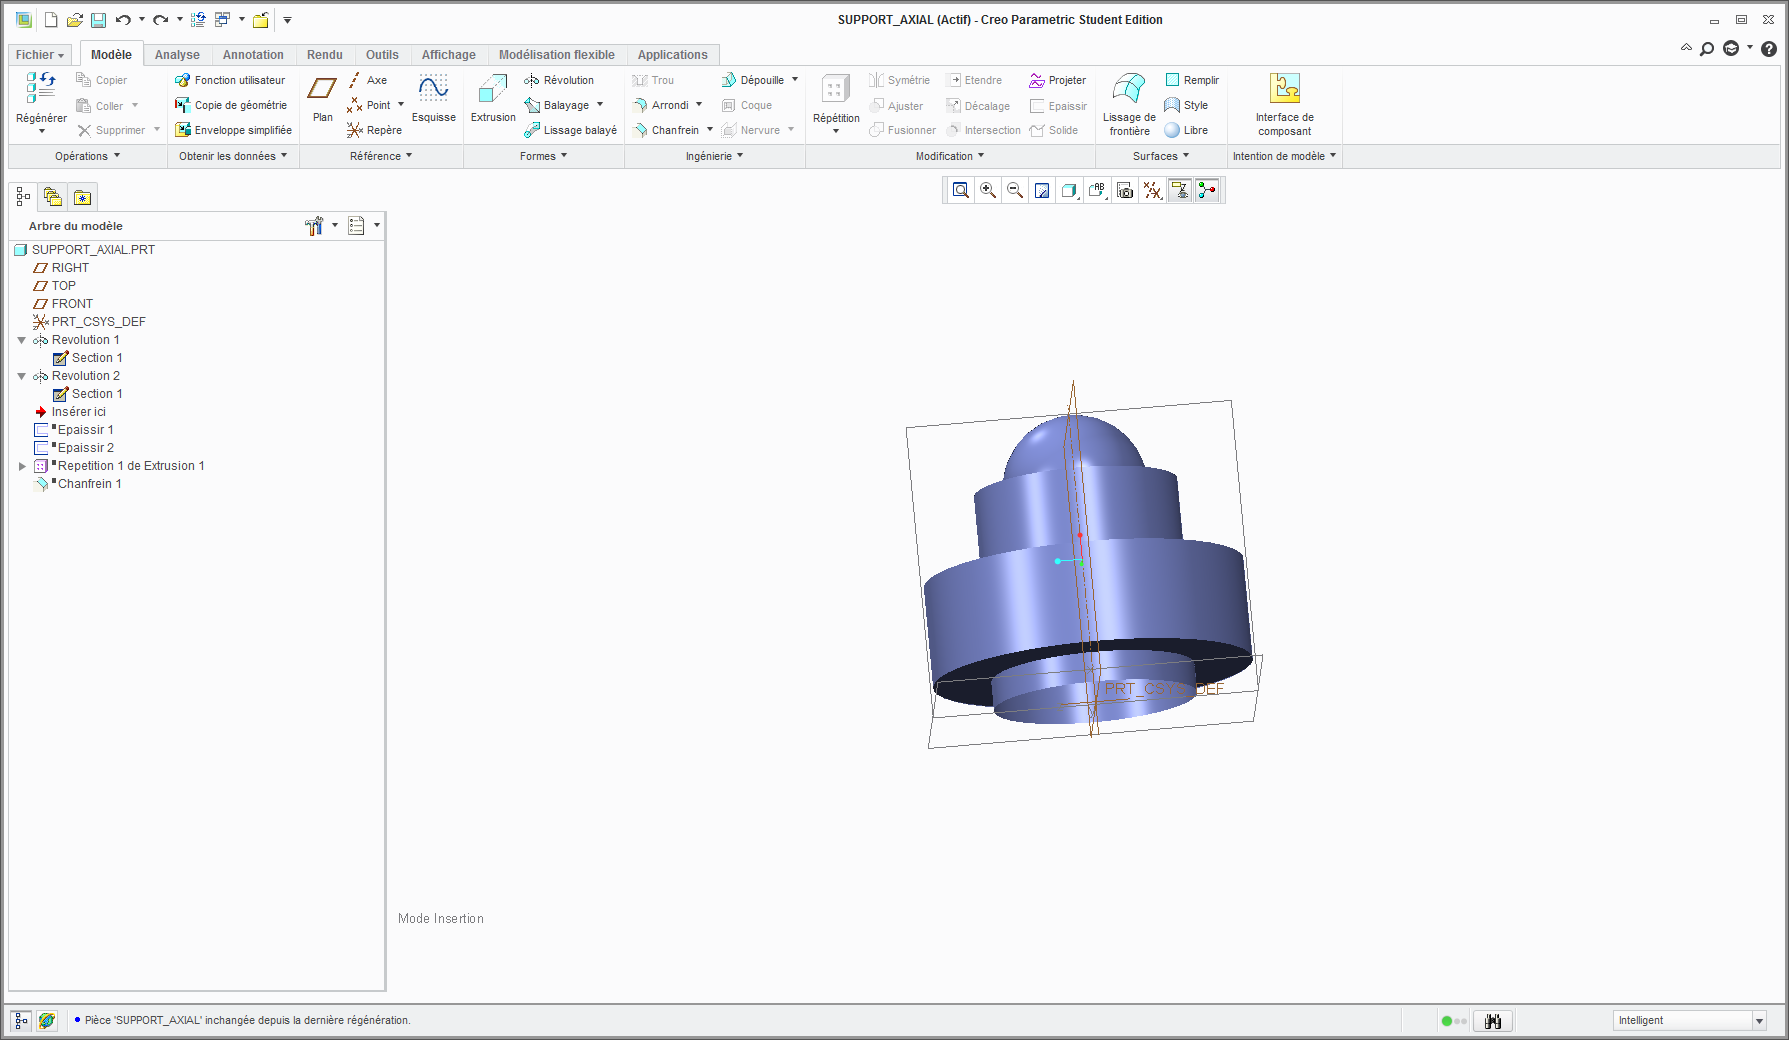 SUPPORT_AXIAL (Actif) - Creo Parametric Student Edition
Fichier Modèle Analyse Annotation Rendu Outils Affichage Modélisation flexible Applications
Régénérer
Copier
Coller
Supprimer
Opérations
Fonction utilisateur
Copie de géométrie
Enveloppe simplifiée
Obtenir les données
Plan
Axe
Point
Repère
Esquisse
Référence
Extrusion
Révolution
Balayage
Lissage balayé
Formes
Trou
Arrondi
Chanfrein
Dépouille
Coque
Nervure
Ingénierie
Répétition
Symétrie
Ajuster
Fusionner
Etendre
Décalage
Intersection
Projeter
Epaissir
Solide
Modification
Lissage de
frontière
Remplir
Style
Libre
Surfaces
Interface de
composant
Intention de modèle
Arbre du modèle
SUPPORT_AXIAL.PRT
RIGHT
TOP
FRONT
PRT_CSYS_DEF
Revolution 1
Section 1
Revolution 2
Section 1
Insérer ici
Epaissir 1
Epaissir 2
Repetition 1 de Extrusion 1
Chanfrein 1
PRT_CSYS_DEF
Mode Insertion
Pièce 'SUPPORT_AXIAL' inchangée depuis la dernière régénération.
Intelligent